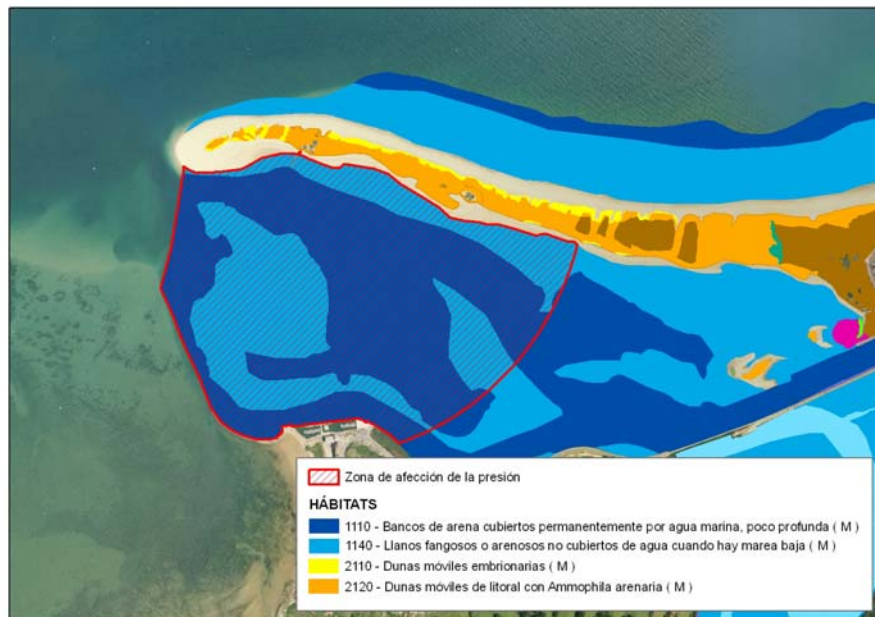 Zona de afección de la presión
HÁBITATS
1110 - Bancos de arena cubiertos permanentemente por agua marina, poco profunda ( M )
1140 - Llanos fangosos o arenosos no cubiertos de agua cuando hay marea baja ( M )
2110 - Dunas móviles embrionarias ( M )
2120 - Dunas móviles de litoral con Ammophila arenaria ( M )